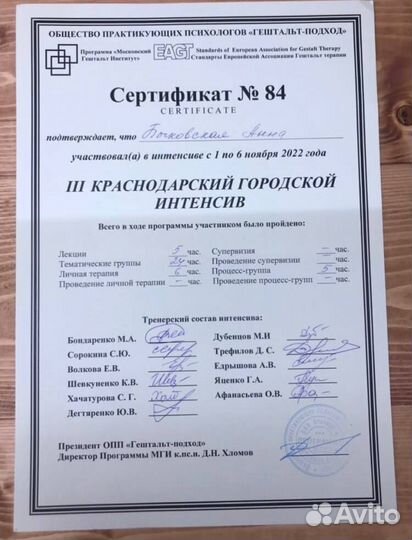 ОБЩЕСТВО ПРАКТИКУЮЩИХ ПСИХОЛОГОВ «ГЕШТАЛЬТ-ПОДХОД»
Программа «Московский Гештальт Институт»
EAGT
Standards of European Association for Gestalt Therapy
Стандарты Европейской Ассоциации Гештальт терапии
Сертификат № 84
CERTIFICATE
подтверждает, что Анна
участвовал(а) в интенсиве с 1 по 6 ноября 2022 года
III КРАСНОДАРСКИЙ ГОРОДСКОЙ
ИНТЕНСИВ
Всего в ходе программы участником было пройдено:
Лекции 5 час. Супервизия – час.
Тематические группы 24 час. Проведение супервизии – час.
Личная терапия 6 час. Процесс-группа 5 час.
Проведение личной терапии – час. Проведение процесс-групп – час.
Тренерский состав интенсива:
Бондаренко М.А. Дубенцов М.И
Сорокина С.Ю. Трефилов Д. С.
Волкова Е.В. Едрышова А.В.
Шевкуненко К.В. Яценко Г.А.
Хачатурова С. Г. Афанасьева О.В.
Дегтяренко Ю.В.
Президент ОПП «Гештальт-подход»
Директор Программы МГИ к.пс.н. Д.Н. Хломов
Avito